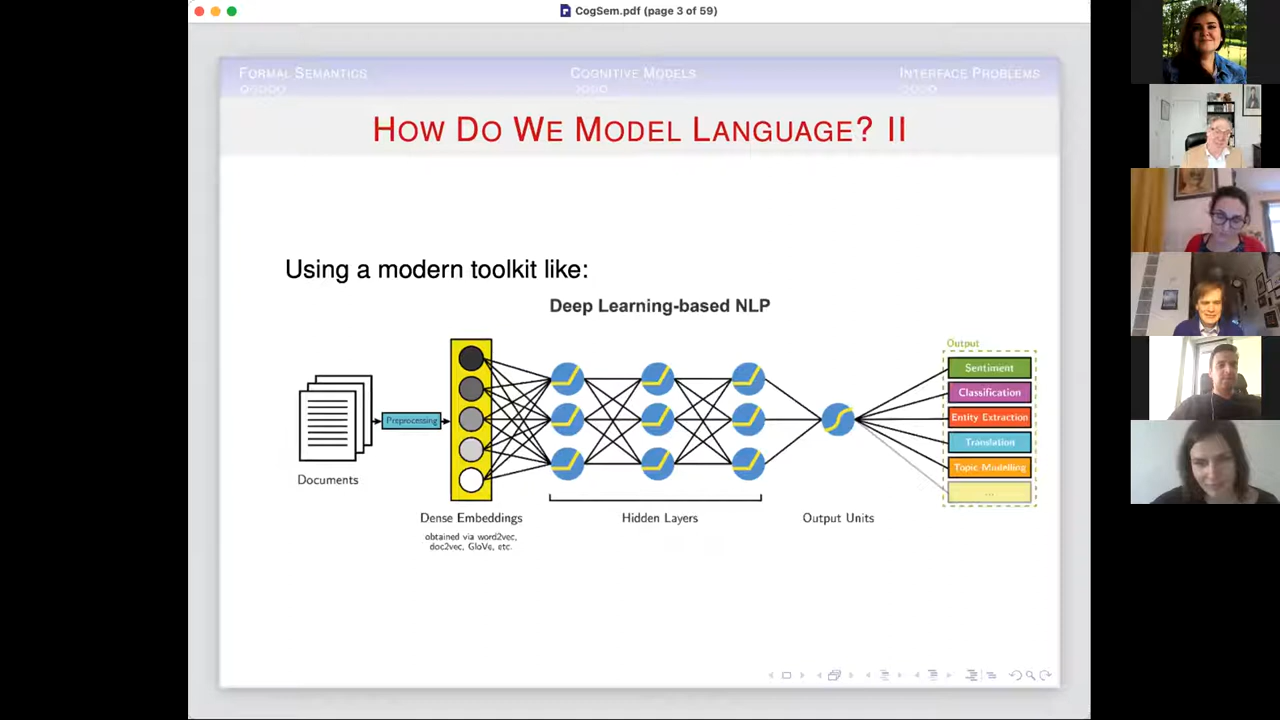 CogSem.pdf (page 3 of 59)
FORMAL SEMANTICS
COGNITIVE MODELS
INTERFACE PROBLEMS
HOW DO WE MODEL LANGUAGE? II
Using a modern toolkit like:
Deep Learning-based NLP
Documents
Preprocessing
Dense Embeddings
obtained via word2vec,
doc2vec, GloVe, etc.
Hidden Layers
Output Units
Output
Sentiment
Classification
Entity Extraction
Translation
Topic Modelling
...